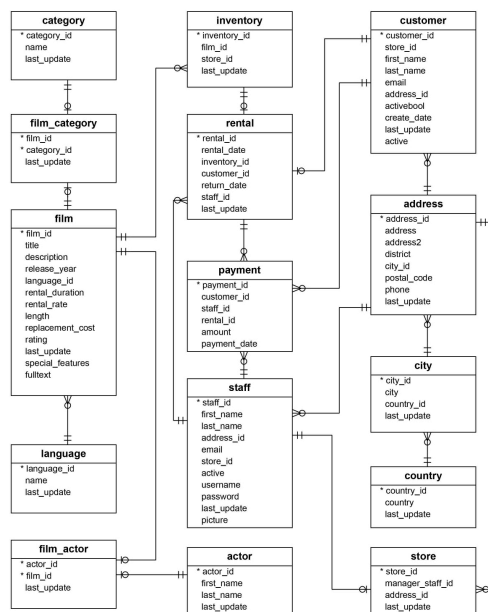 category
* category_id
name
last_update
film_category
* film_id
* category_id
last_update
film
* film_id
title
description
release_year
language_id
rental_duration
rental_rate
length
replacement_cost
rating
last_update
special_features
fulltext
language
* language_id
name
last_update
film_actor
* actor_id
* film_id
last_update
inventory
* inventory_id
film_id
store_id
last_update
rental
* rental_id
rental_date
inventory_id
customer_id
return_date
staff_id
last_update
payment
* payment_id
customer_id
staff_id
rental_id
amount
payment_date
staff
* staff_id
first_name
last_name
address_id
email
store_id
active
username
password
last_update
picture
actor
* actor_id
first_name
last_name
last_update
customer
* customer_id
store_id
first_name
last_name
email
address_id
activebool
create_date
last_update
active
address
* address_id
address
address2
district
city_id
postal_code
phone
last_update
city
* city_id
city
country_id
last_update
country
* country_id
country
last_update
store
* store_id
manager_staff_id
address_id
last_update